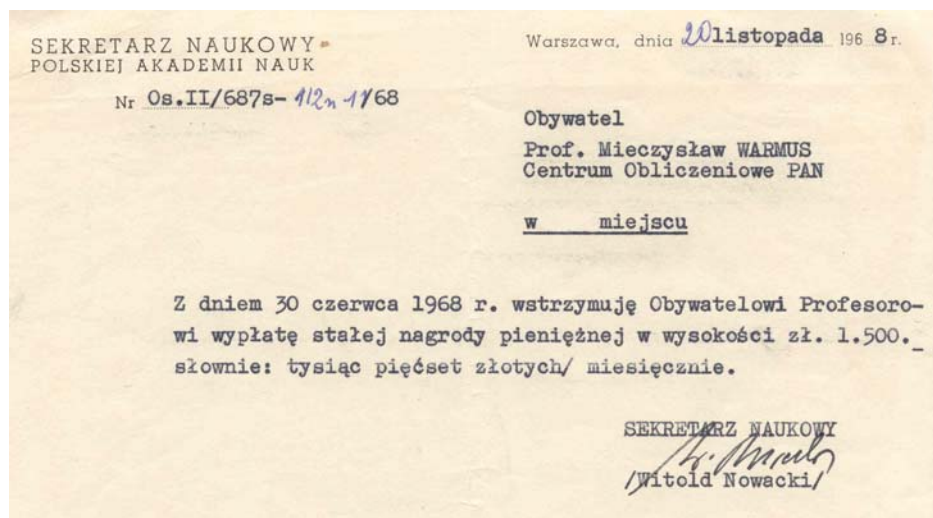 SEKRETARZ NAUKOWY
POLSKIEJ AKADEMII NAUK
Warszawa, dnia 20 listopada 1968 r.
Nr Os.II/687s- 1/68
Obywatel
Prof. Mieczysław WARMUS
Centrum Obliczeniowe PAN
w miejscu
Z dniem 30 czerwca 1968 r. wstrzymuję Obywatelowi Profesoro-
wi wypłatę stałej nagrody pieniężnej w wysokości zł. 1.500.-
słownie: tysiąc pięćset złotych/ miesięcznie.
SEKRETARZ NAUKOWY
/Witold Nowacki/